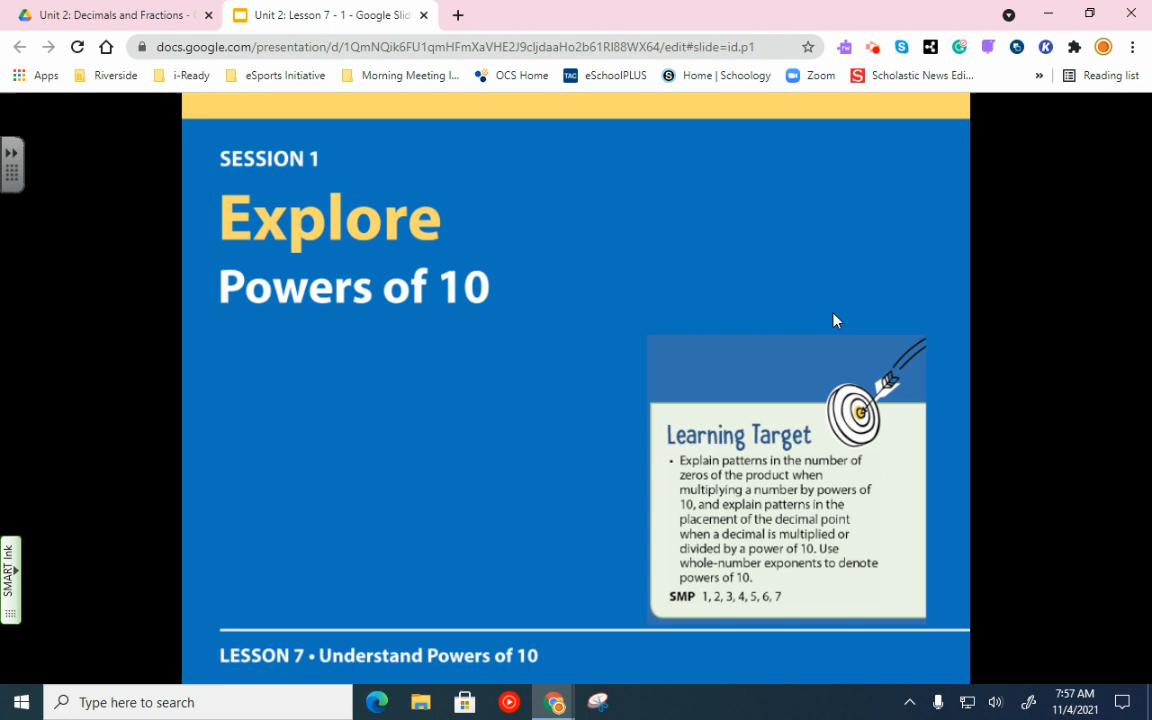 Unit 2: Decimals and Fractions -
Unit 2: Lesson 7 - 1 - Google Slid
docs.google.com/presentation/d/1QmNQik6FU1qmHFmXaVHE2J9cIjdaaHo2b61RI88WX64/edit#slide=id.p1
Apps Riverside i-Ready eSports Initiative Morning Meeting I... OCS Home TAC eSchoolPLUS Home | Schoology Zoom Scholastic News Edi... » Reading list
SESSION 1
Explore
Powers of 10
Learning Target
• Explain patterns in the number of
zeros of the product when
multiplying a number by powers of
10, and explain patterns in the
placement of the decimal point
when a decimal is multiplied or
divided by a power of 10. Use
whole-number exponents to denote
powers of 10.
SMP 1, 2, 3, 4, 5, 6, 7
SMART Ink
LESSON 7 • Understand Powers of 10
Type here to search
7:57 AM
11/4/2021